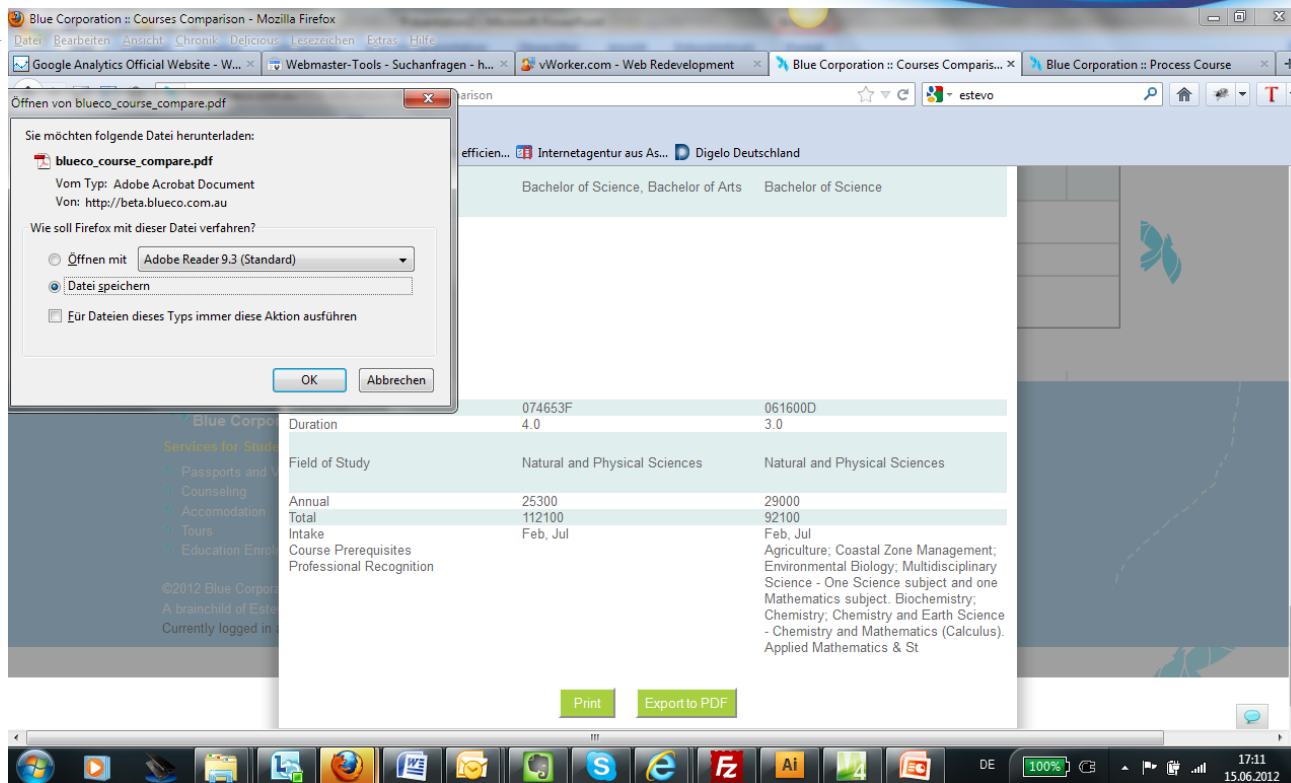 Blue Corporation :: Courses Comparison - Mozilla Firefox
Datei Bearbeiten Ansicht Chronik Delicious Lesezeichen Extras Hilfe
Google Analytics Official Website - W... × Webmaster-Tools - Suchanfragen - h... × vWorker.com - Web Redevelopment × Blue Corporation :: Courses Comparis... × Blue Corporation :: Process Course ×
arison estevo
efficien... Internetagentur aus As... Digelo Deutschland
Öffnen von blueco_course_compare.pdf
Sie möchten folgende Datei herunterladen:
blueco_course_compare.pdf
Vom Typ: Adobe Acrobat Document
Von: http://beta.blueco.com.au
Wie soll Firefox mit dieser Datei verfahren?
Öffnen mit Adobe Reader 9.3 (Standard)
Datei speichern
Für Dateien dieses Typs immer diese Aktion ausführen
OK Abbrechen
Bachelor of Science, Bachelor of Arts Bachelor of Science
074653F 061600D
Duration 4.0 3.0
Field of Study Natural and Physical Sciences Natural and Physical Sciences
Annual 25300 29000
Total 112100 92100
Intake Feb, Jul Feb, Jul
Course Prerequisites Agriculture; Coastal Zone Management;
Professional Recognition Environmental Biology; Multidisciplinary
Science - One Science subject and one
Mathematics subject. Biochemistry;
Chemistry; Chemistry and Earth Science
- Chemistry and Mathematics (Calculus).
Applied Mathematics & St
Print Export to PDF
Blue Corpor
Services for Stude
Passports and V
Counseling
Accomodation
Tours
Education Enrol
©2012 Blue Corpora
A brainchild of Este
Currently logged in a
DE 100% 17:11
15.06.2012